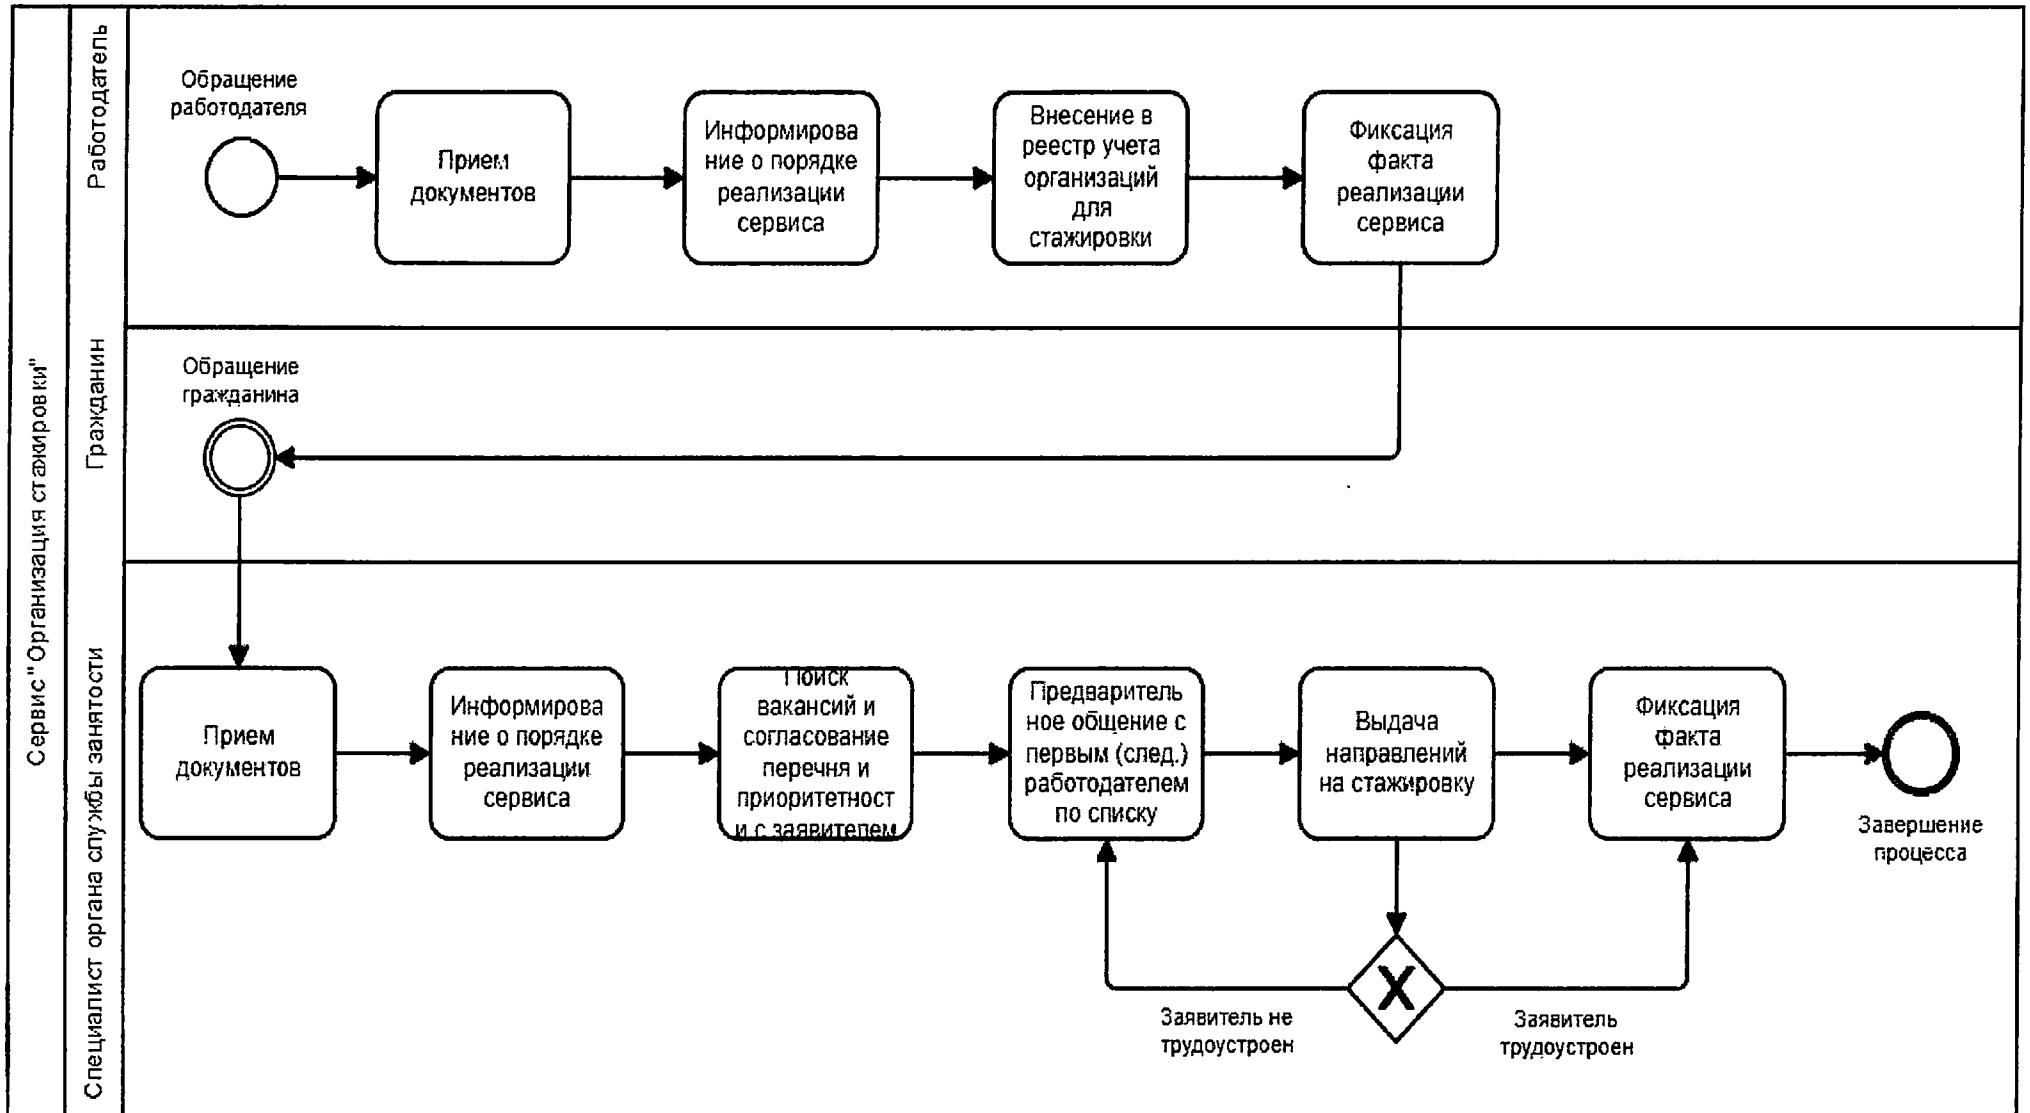 Сервис "Организация стажировки"
Работодатель
Обращение
работодателя
Прием
документов
Информирова
ние о порядке
реализации
сервиса
Внесение в
реестр учета
организаций
для
стажировки
Фиксация
факта
реализации
сервиса
Гражданин
Обращение
гражданина
Специалист органа службы занятости
Прием
документов
Информирова
ние о порядке
реализации
сервиса
Поиск
вакансий и
согласование
перечня и
приоритетност
и с заявителем
Предваритель
ное общение с
первым (след.)
работодателем
по списку
Выдача
направлений
на стажировку
Фиксация
факта
реализации
сервиса
Завершение
процесса
X
Заявитель не
трудоустроен
Заявитель
трудоустроен